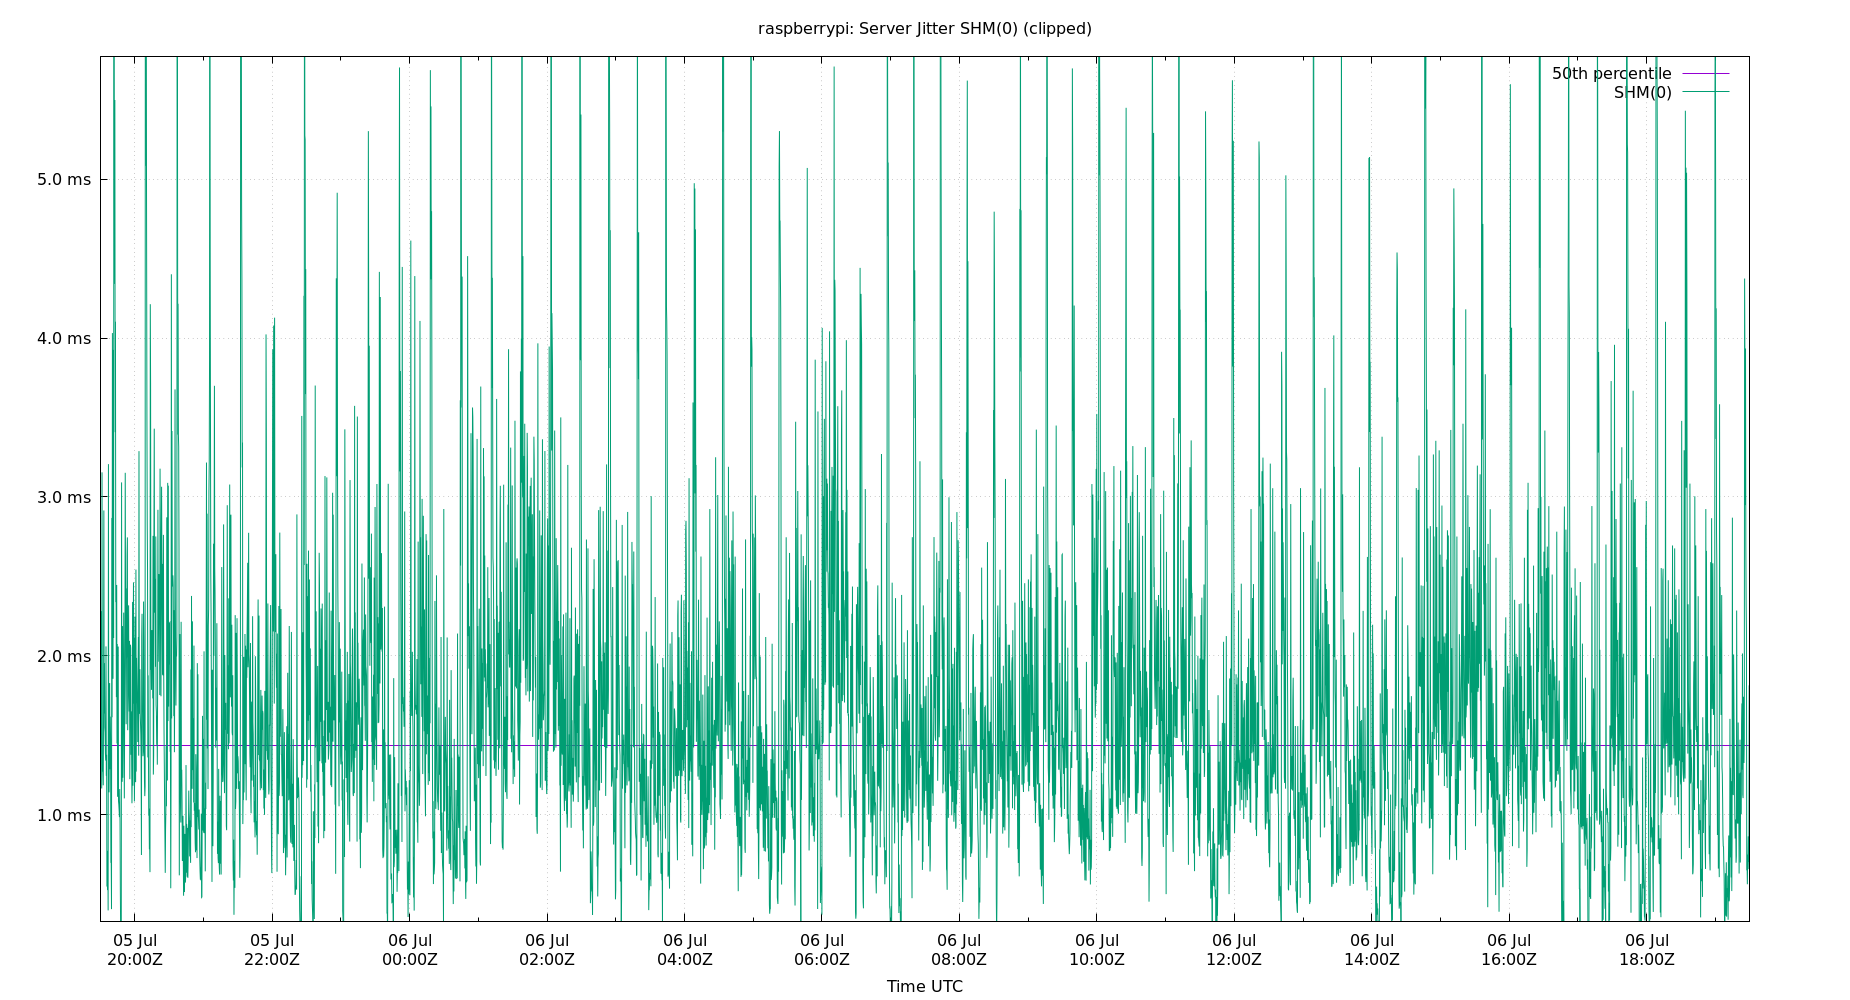 raspberrypi: Server Jitter SHM(0) (clipped)
50th percentile
SHM(0)
5.0 ms
4.0 ms
3.0 ms
2.0 ms
1.0 ms
05 Jul 05 Jul 06 Jul 06 Jul 06 Jul 06 Jul 06 Jul 06 Jul 06 Jul 06 Jul 06 Jul 06 Jul
20:00Z 22:00Z 00:00Z 02:00Z 04:00Z 06:00Z 08:00Z 10:00Z 12:00Z 14:00Z 16:00Z 18:00Z
Time UTC